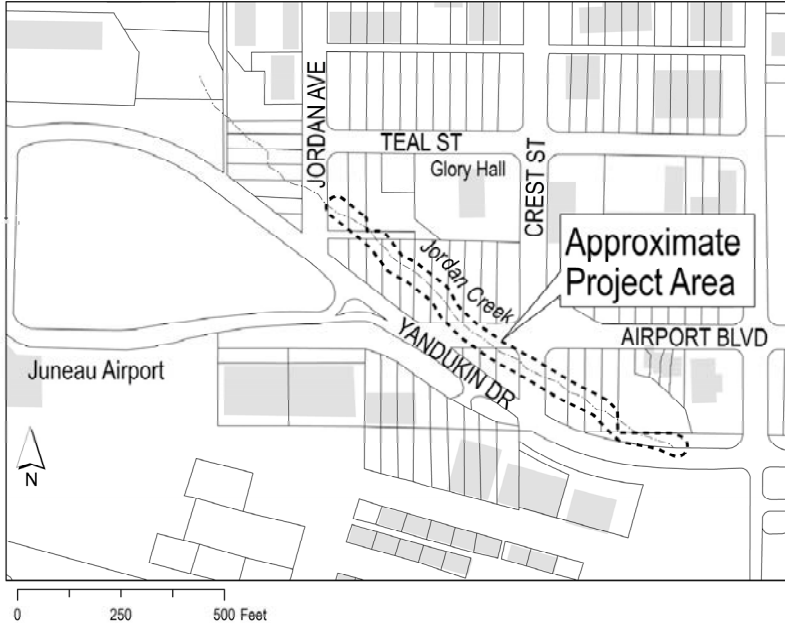 JORDAN AVE
TEAL ST
Glory Hall
CREST ST
Approximate
Project Area
Jordan Creek
AIRPORT BLVD
YANDUKIN DR
Juneau Airport
N
0 250 500 Feet